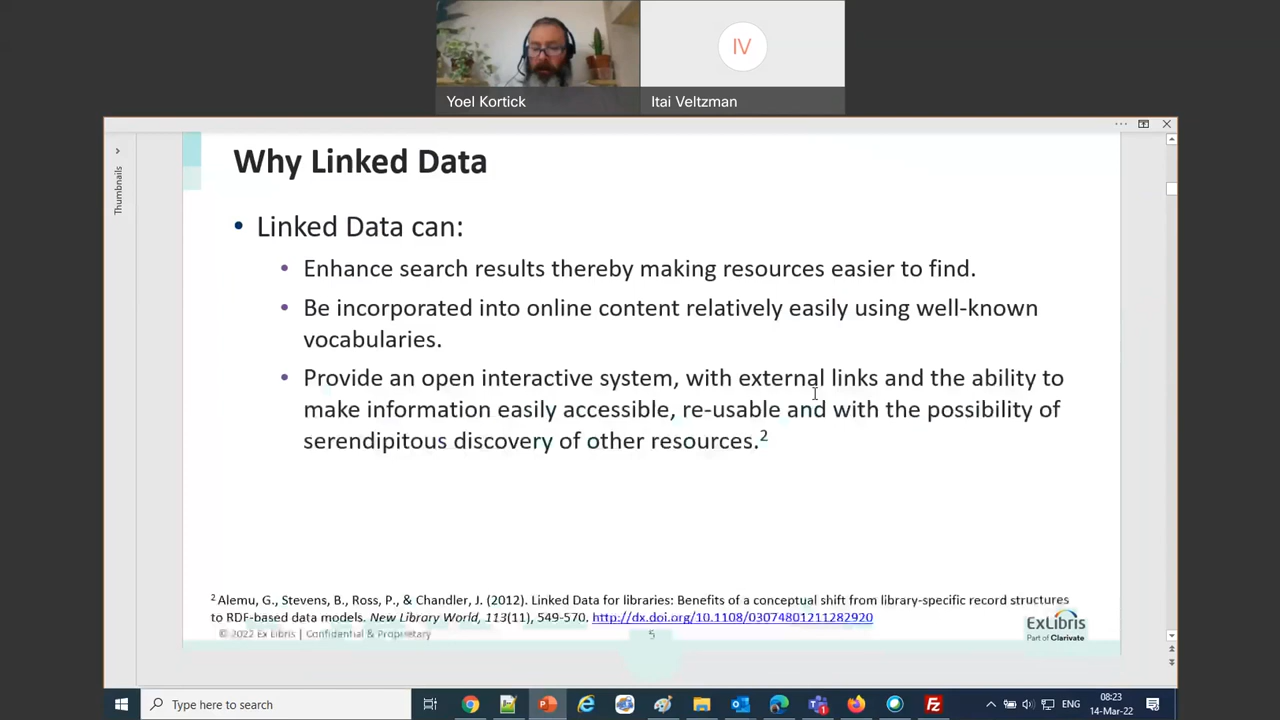 IV
Yoel Kortick
Itai Veltzman
Thumbnails
Why Linked Data
• Linked Data can:
• Enhance search results thereby making resources easier to find.
• Be incorporated into online content relatively easily using well-known
vocabularies.
• Provide an open interactive system, with external links and the ability to
make information easily accessible, re-usable and with the possibility of
serendipitous discovery of other resources.2
2 Alemu, G., Stevens, B., Ross, P., & Chandler, J. (2012). Linked Data for libraries: Benefits of a conceptual shift from library-specific record structures
to RDF-based data models. New Library World, 113(11), 549-570. http://dx.doi.org/10.1108/03074801211282920
© 2022 Ex Libris | Confidential & Proprietary
5
ExLibris
Part of Clarivate
Type here to search
ENG
08:23
14-Mar-22